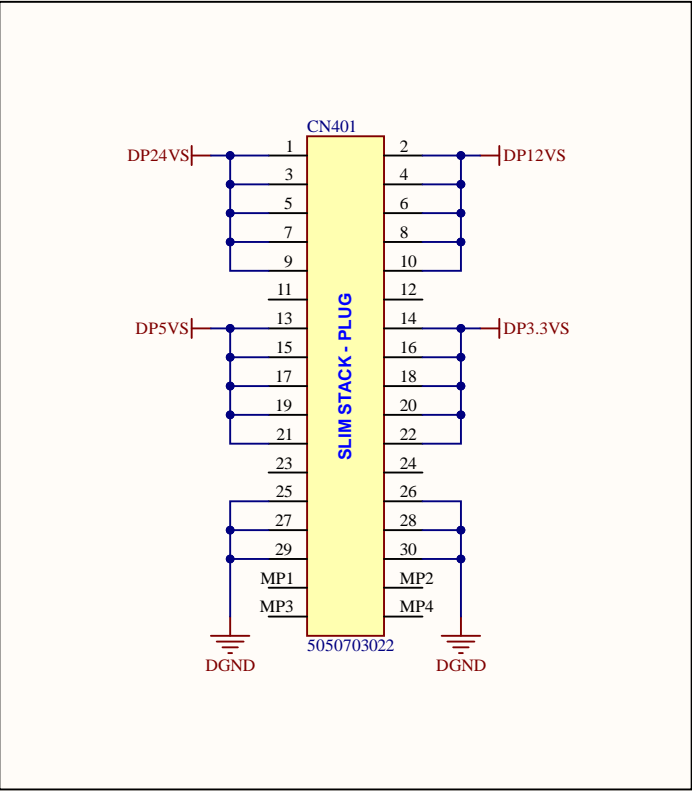 CN401
DP24VS 1 2 DP12VS
3 4
5 6
7 8
9 10
11 12
DP5VS 13 14 DP3.3VS
15 16
17 18
19 20
21 22
23 24
25 26
27 28
29 30
MP1 MP2
MP3 MP4
SLIM STACK - PLUG
5050703022
DGND DGND